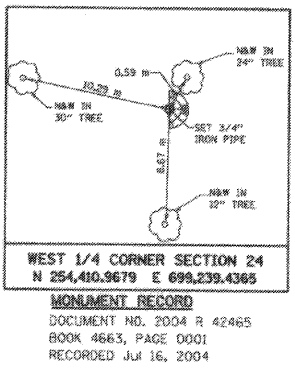 N&W IN
24" TREE
0.59 m
10.29 m
N&W IN
30" TREE
SET 3/4"
IRON PIPE
8.67 m
N&W IN
12" TREE
WEST 1/4 CORNER SECTION 24
N 254,410.9679 E 699,239.4365
MONUMENT RECORD
DOCUMENT NO. 2004 R 42465
BOOK 4663, PAGE 0001
RECORDED Jul 16, 2004